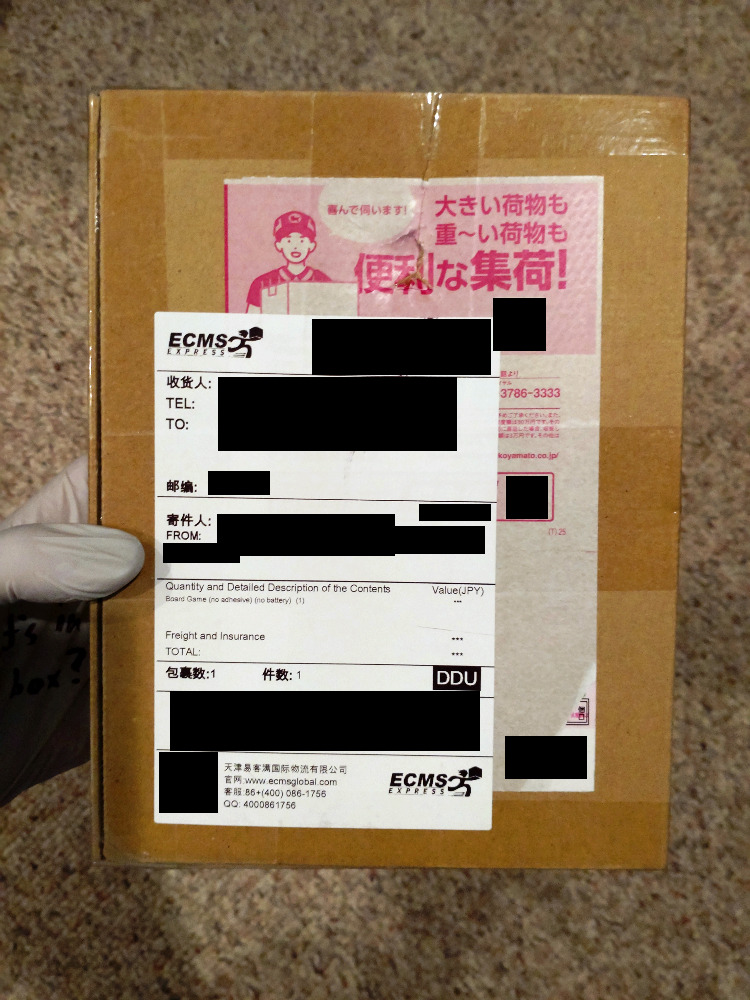 喜んで伺います!
大きい荷物も
重〜い荷物も
便利な集荷!
ECMS
EXPRESS
収货人:
TEL:
TO:
3786-3333
koyamato.co.jp/
邮编:
寄件人:
FROM:
(T) 25
Quantity and Detailed Description of the Contents Value(JPY)
Board Game (no adhesive) (no battery) (1) ***
Freight and Insurance ***
TOTAL: ***
包裹数:1 件数: 1 DDU
天津易客满国际物流有限公司
官网:www.ecmsglobal.com
客服:86+(400) 086-1756
QQ: 4000861756
ECMS
EXPRESS
in
box?